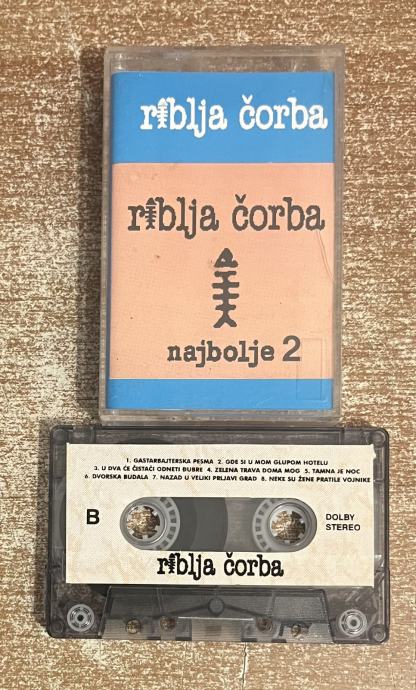 riblja čorba
riblja čorba
najbolje 2
1. GASTARBAJTERSKA PESMA 2. GDE SI U MOM GLUPOM HOTELU
3. U DVA ĆE ČISTAČI ODNETI ĐUBRE 4. ZELENA TRAVA DOMA MOG 5. TAMNA JE NOĆ
6. DVORSKA BUDALA 7. NAZAD U VELIKI PRLJAVI GRAD 8. NEKE SU ŽENE PRATILE VOJNIKE
B
DOLBY
STEREO
riblja čorba